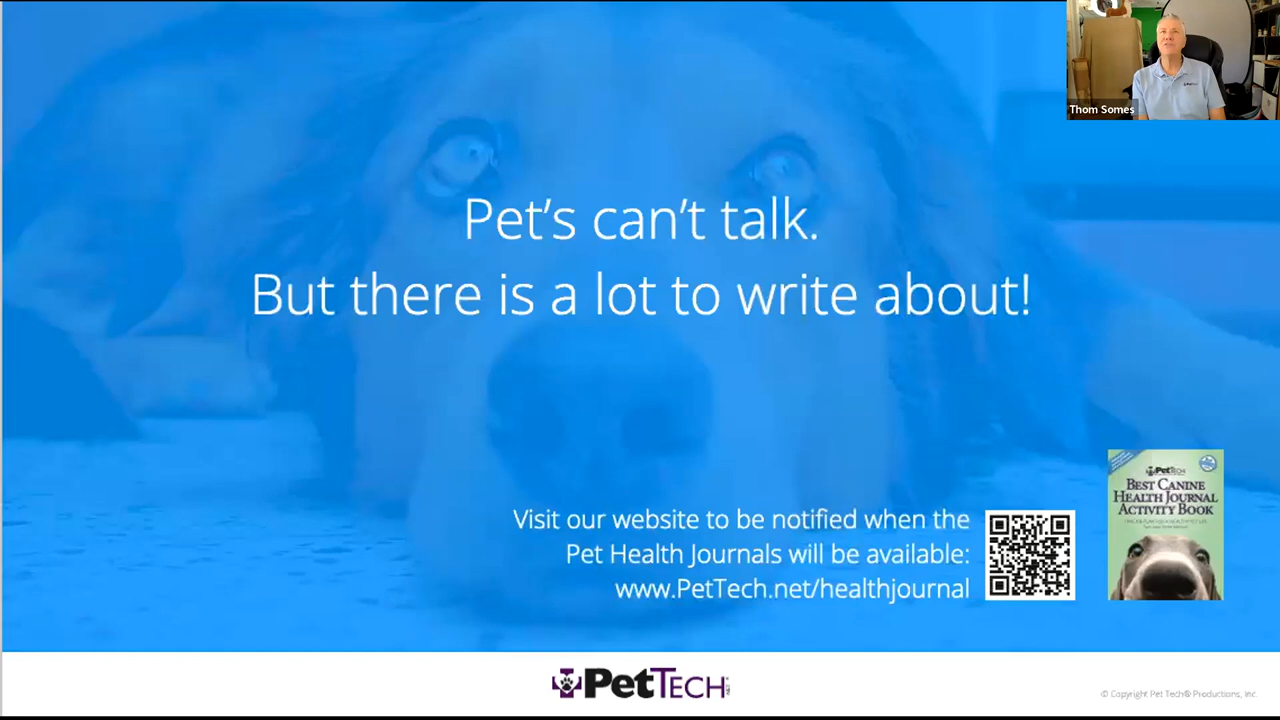 Thom Somes
Pet's can't talk.
But there is a lot to write about!
Visit our website to be notified when the
Pet Health Journals will be available:
www.PetTech.net/healthjournal
PetTech
Best Canine
Health Journal
Activity Book
PetTech
© Copyright Pet Tech® Productions, Inc.